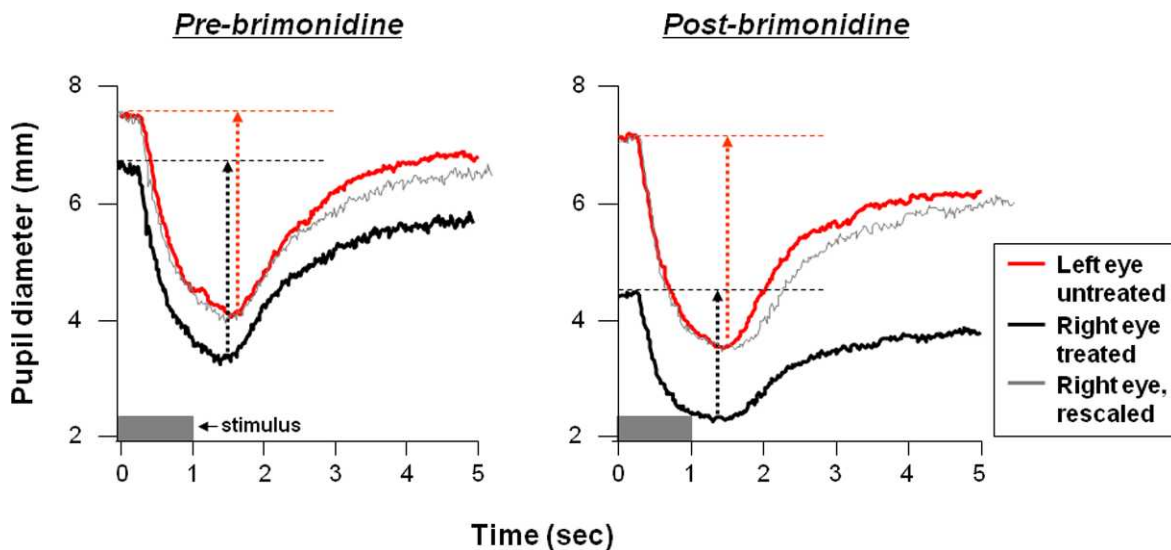 Pre-brimonidine
Post-brimonidine
Pupil diameter (mm)
8
6
4
2
← stimulus
0 1 2 3 4 5
8
6
4
2
0 1 2 3 4 5
Time (sec)
Left eye
untreated
Right eye
treated
Right eye,
rescaled